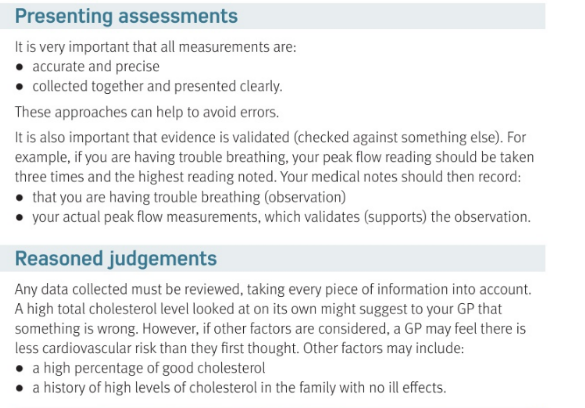 Presenting assessments
It is very important that all measurements are:
● accurate and precise
● collected together and presented clearly.
These approaches can help to avoid errors.
It is also important that evidence is validated (checked against something else). For
example, if you are having trouble breathing, your peak flow reading should be taken
three times and the highest reading noted. Your medical notes should then record:
● that you are having trouble breathing (observation)
● your actual peak flow measurements, which validates (supports) the observation.
Reasoned judgements
Any data collected must be reviewed, taking every piece of information into account.
A high total cholesterol level looked at on its own might suggest to your GP that
something is wrong. However, if other factors are considered, a GP may feel there is
less cardiovascular risk than they first thought. Other factors may include:
● a high percentage of good cholesterol
● a history of high levels of cholesterol in the family with no ill effects.